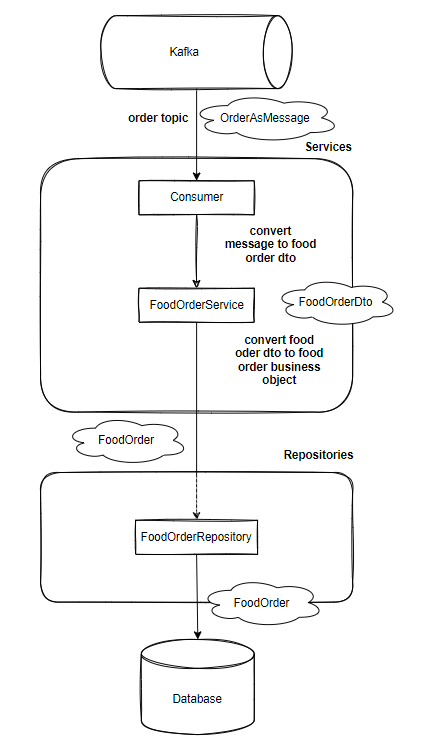 Kafka
order topic
OrderAsMessage
Services
Consumer
convert
message to food
order dto
FoodOrderDto
FoodOrderService
convert food
oder dto to food
order business
object
FoodOrder
Repositories
FoodOrderRepository
FoodOrder
Database